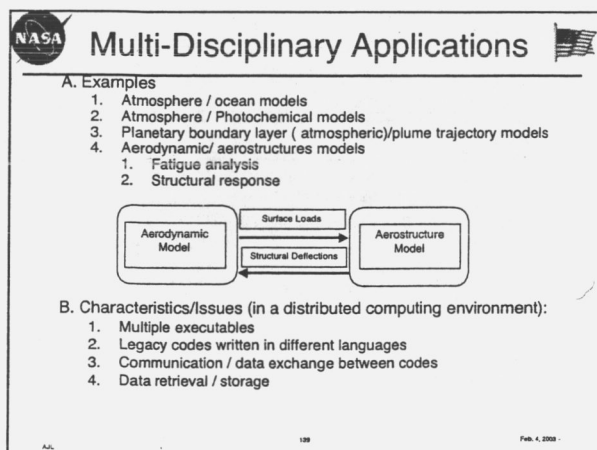 NASA
Multi-Disciplinary Applications
A. Examples
1. Atmosphere / ocean models
2. Atmosphere / Photochemical models
3. Planetary boundary layer ( atmospheric)/plume trajectory models
4. Aerodynamic/ aerostructures models
1. Fatigue analysis
2. Structural response
Aerodynamic
Model
Surface Loads
Structural Deflections
Aerostructure
Model
B. Characteristics/Issues (in a distributed computing environment):
1. Multiple executables
2. Legacy codes written in different languages
3. Communication / data exchange between codes
4. Data retrieval / storage
AJL
139
Feb. 4, 2003 -